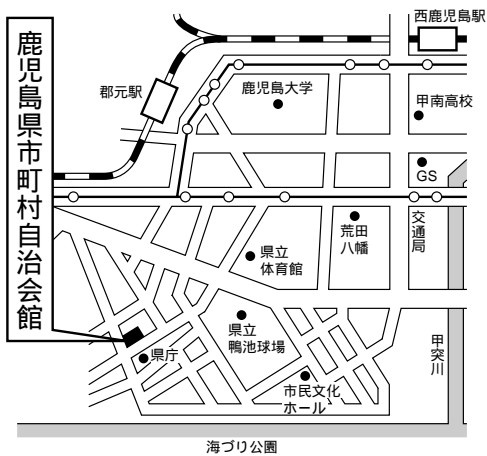 西鹿児島駅
鹿児島県市町村自治会館
郡元駅
鹿児島大学
甲南高校
GS
交通局
荒田
八幡
県立
体育館
県立
鴨池球場
県庁
甲突川
市民文化
ホール
海づり公園